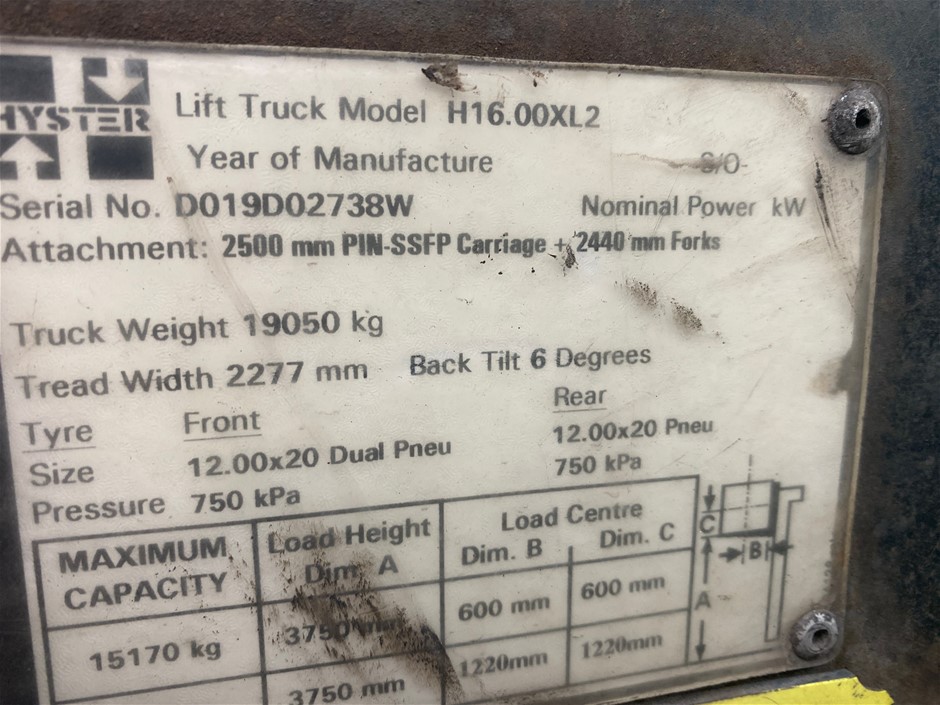 HYSTER
Lift Truck Model H16.00XL2
Year of Manufacture S/O-
Serial No. D019D02738W Nominal Power kW
Attachment: 2500 mm PIN-SSFP Carriage + 2440 mm Forks
Truck Weight 19050 kg
Tread Width 2277 mm Back Tilt 6 Degrees
Tyre Front Rear
Size 12.00x20 Dual Pneu 12.00x20 Pneu
Pressure 750 kPa 750 kPa
MAXIMUM CAPACITY Load Height Dim. A Load Centre
Dim. B Dim. C
15170 kg 3750 mm 600 mm 600 mm
3750 mm 1220mm 1220mm
C
B
A